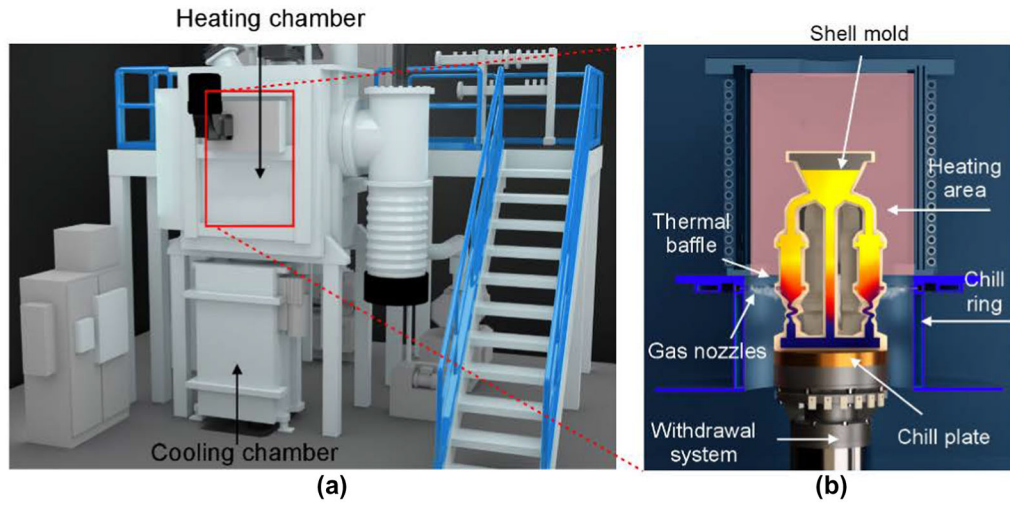 Heating chamber
Shell mold
Heating
area
Thermal
baffle
Chill
ring
Gas nozzles
Withdrawal
system
Chill plate
Cooling chamber
(a)
(b)